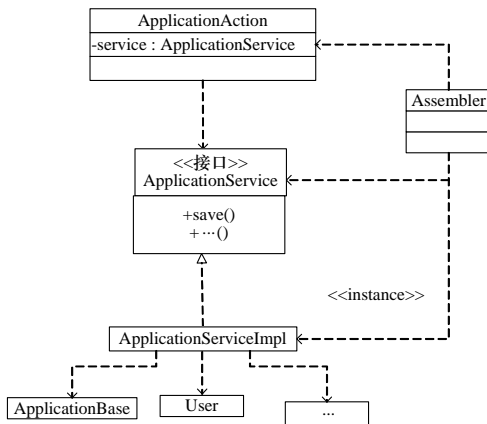 ApplicationAction
-service : ApplicationService
Assembler
<<接口>>
ApplicationService
+save()
+···()
<<instance>>
ApplicationServiceImpl
ApplicationBase
User
...